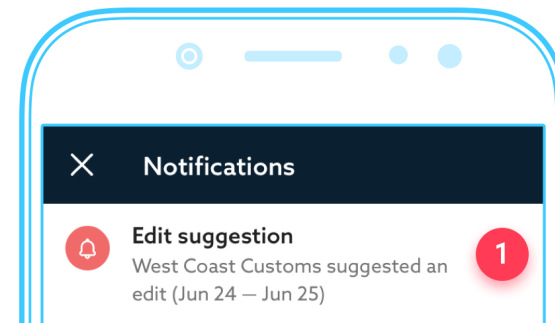 Notifications
Edit suggestion
West Coast Customs suggested an
edit (Jun 24 — Jun 25)
1